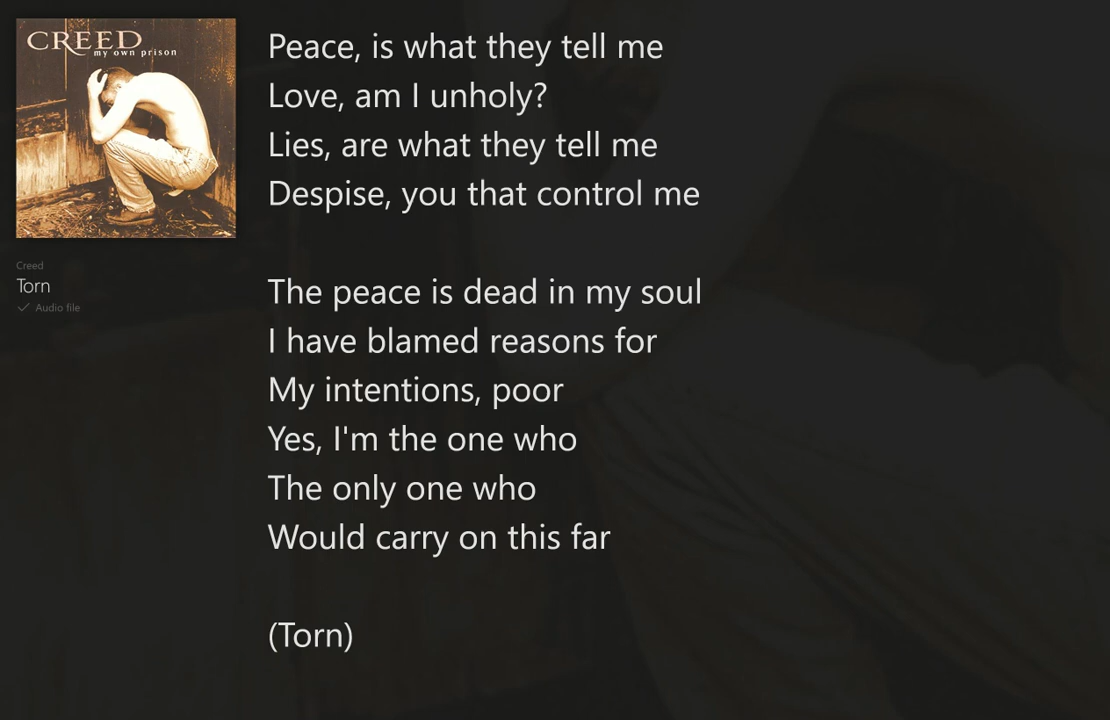 CREED
my own prison
Creed
Torn
Audio file
Peace, is what they tell me
Love, am I unholy?
Lies, are what they tell me
Despise, you that control me
The peace is dead in my soul
I have blamed reasons for
My intentions, poor
Yes, I'm the one who
The only one who
Would carry on this far
(Torn)